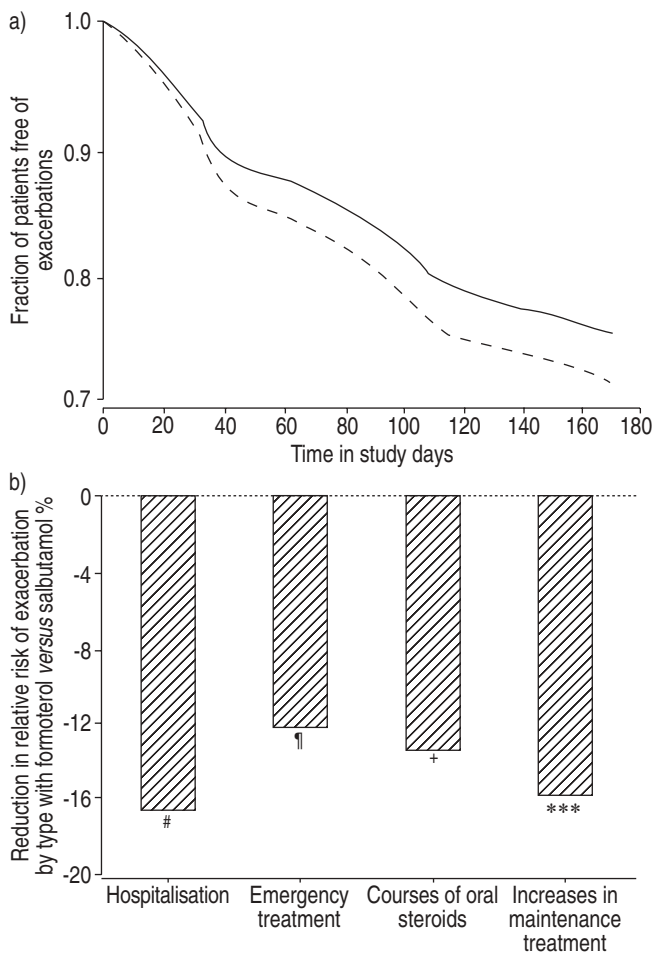 a)
Fraction of patients free of
exacerbations
1.0
0.9
0.8
0.7
0 20 40 60 80 100 120 140 160 180
Time in study days
b)
Reduction in relative risk of exacerbation
by type with formoterol versus salbutamol %
0
-4
-8
-12
-16
-20
#
¶
+
***
Hospitalisation
Emergency
treatment
Courses of oral
steroids
Increases in
maintenance
treatment